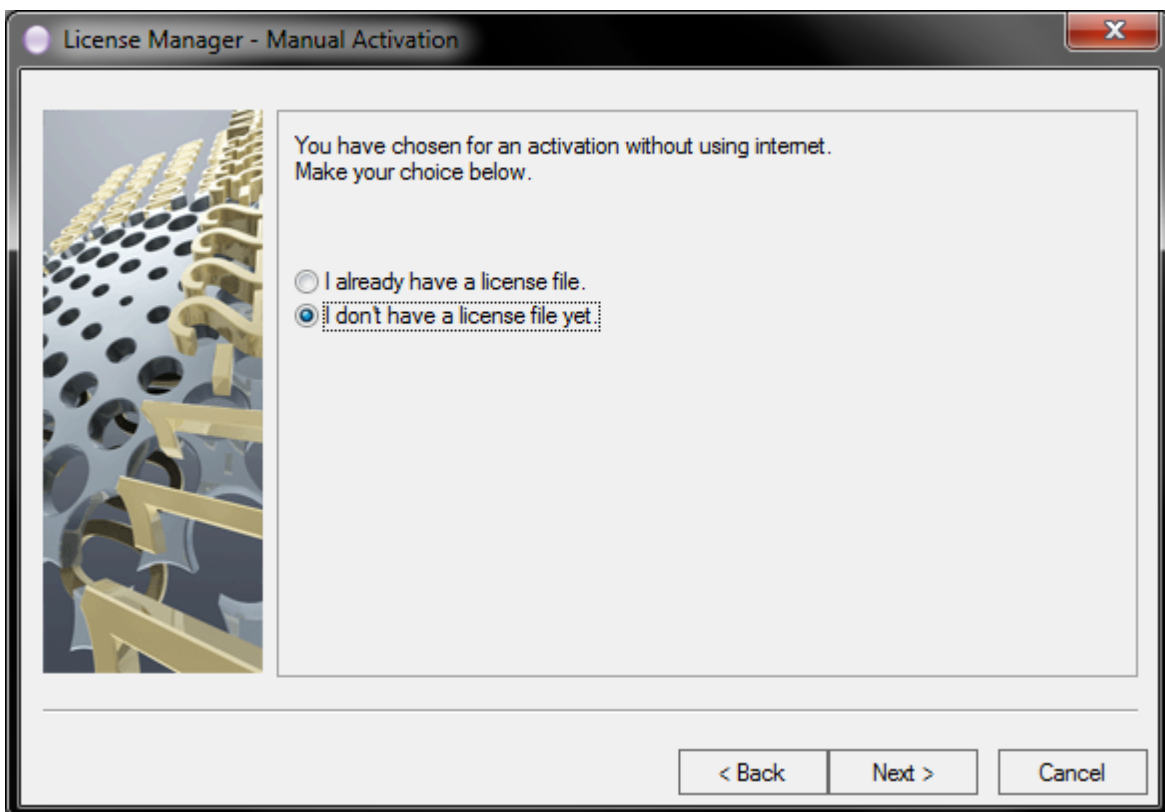 License Manager - Manual Activation
You have chosen for an activation without using internet.
Make your choice below.
I already have a license file.
I don't have a license file yet.
< Back
Next >
Cancel